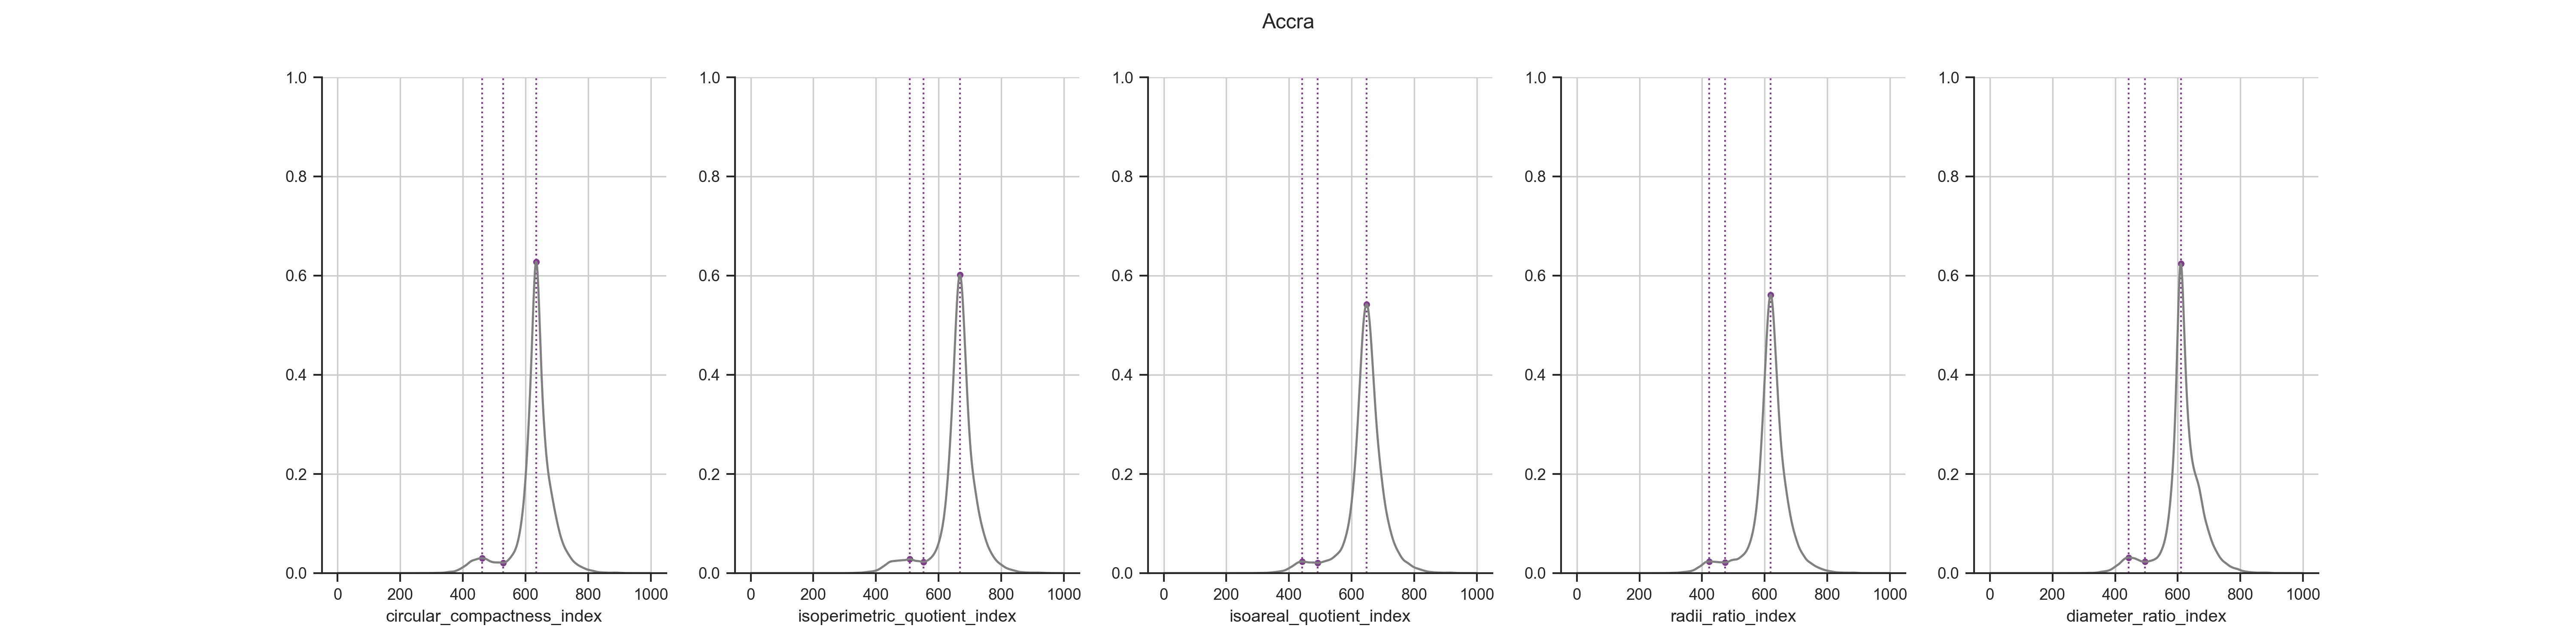 Accra
1.0 1.0 1.0 1.0 1.0
0.8 0.8 0.8 0.8 0.8
0.6 0.6 0.6 0.6 0.6
0.4 0.4 0.4 0.4 0.4
0.2 0.2 0.2 0.2 0.2
0.0 0.0 0.0 0.0 0.0
0 200 400 600 800 1000 0 200 400 600 800 1000 0 200 400 600 800 1000 0 200 400 600 800 1000 0 200 400 600 800 1000
circular_compactness_index isoperimetric_quotient_index isoareal_quotient_index radii_ratio_index diameter_ratio_index